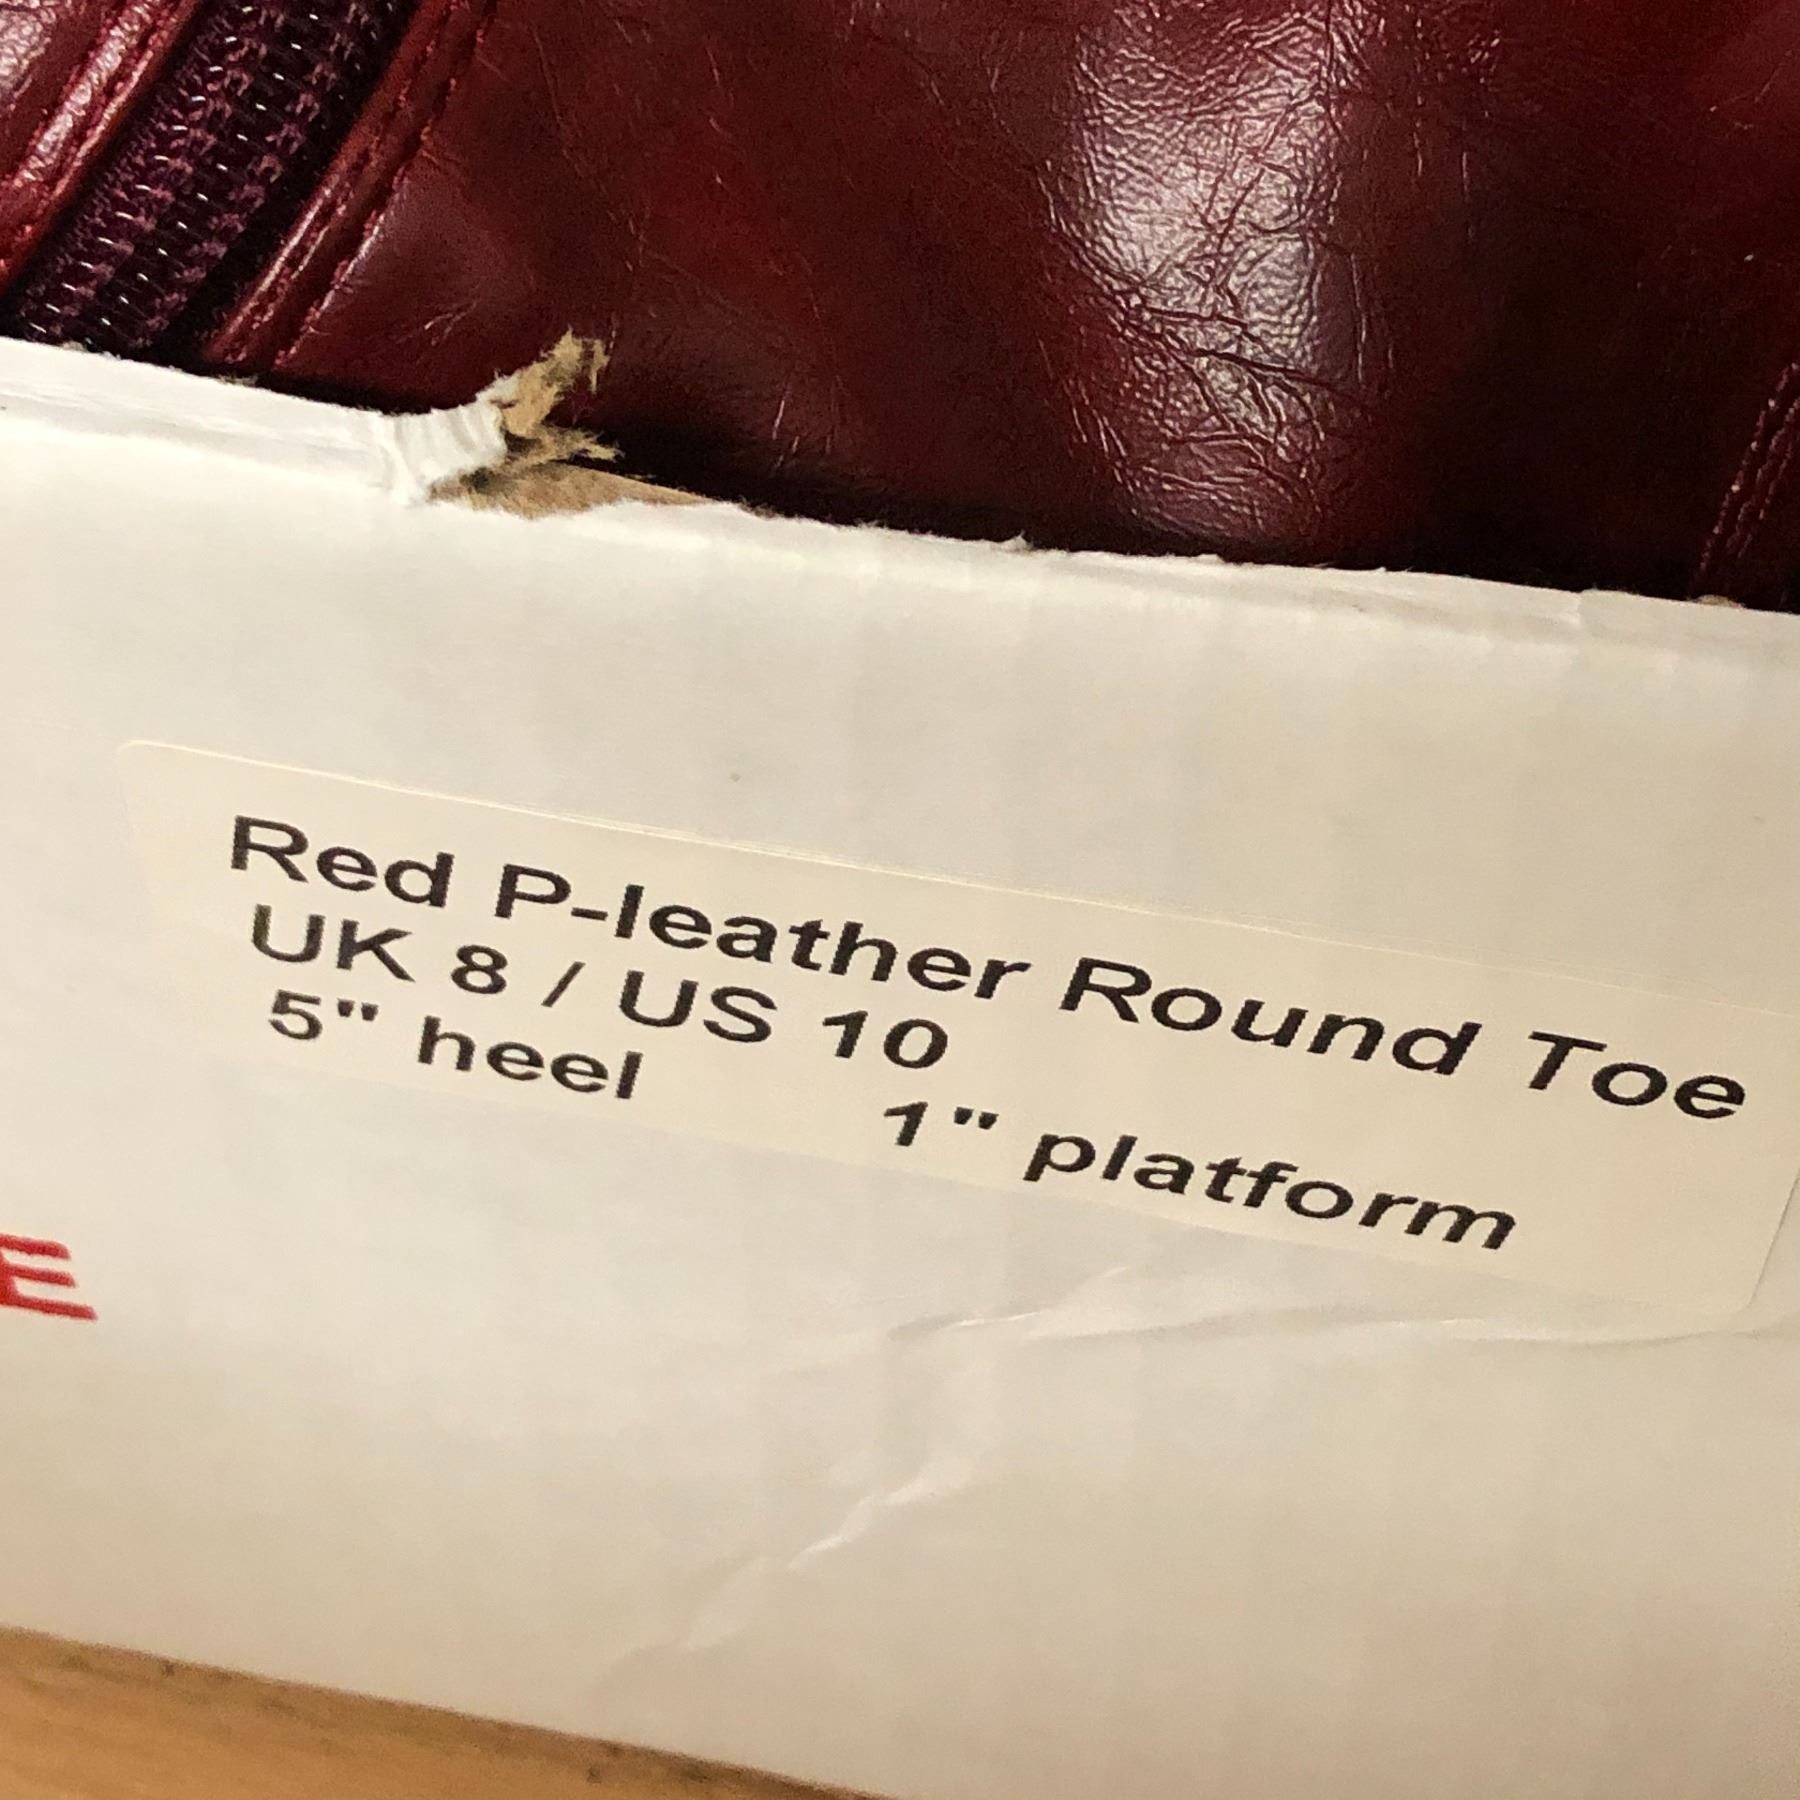 Red P-leather Round Toe
UK 8 / US 10
5" heel 1" platform
E